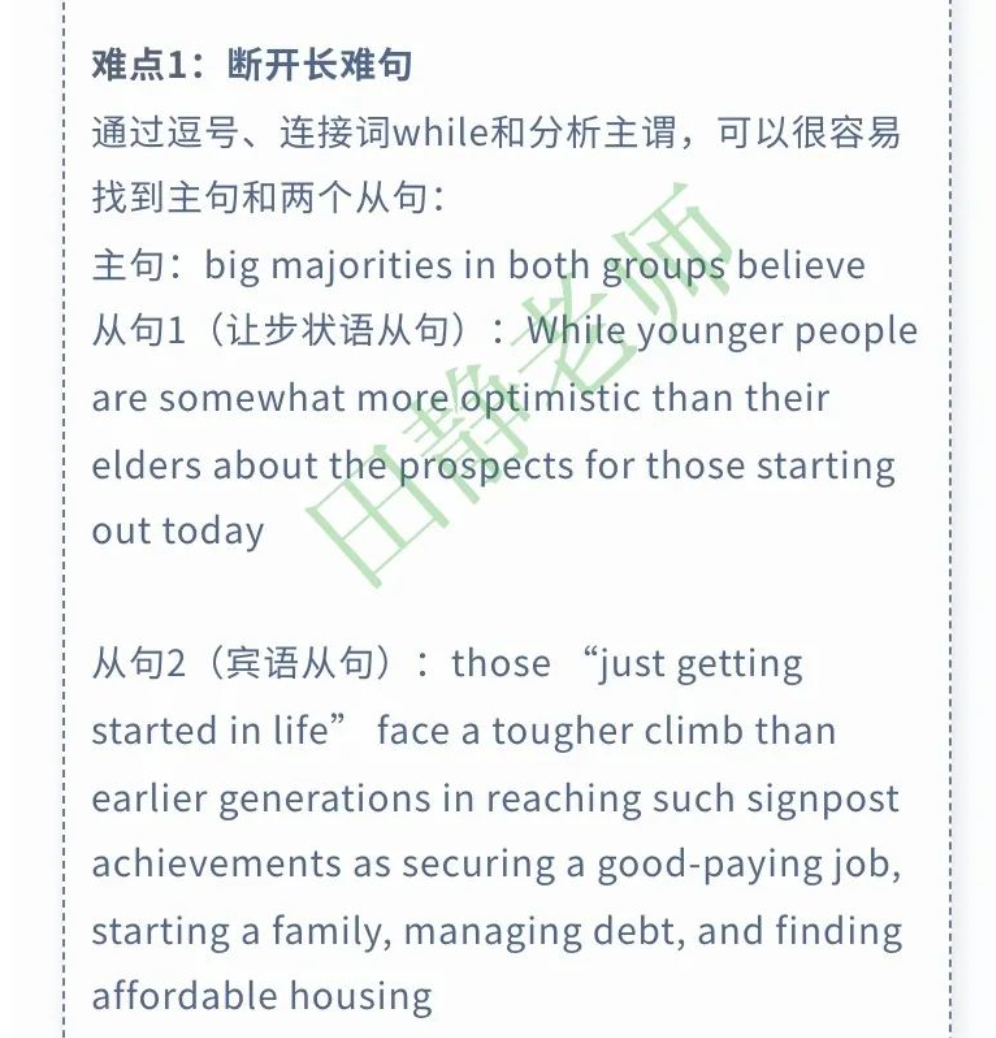 难点1：断开长难句
通过逗号、连接词while和分析主谓，可以很容易
找到主句和两个从句：
主句：big majorities in both groups believe
从句1（让步状语从句）：While younger people
are somewhat more optimistic than their
elders about the prospects for those starting
out today
从句2（宾语从句）：those “just getting
started in life” face a tougher climb than
earlier generations in reaching such signpost
achievements as securing a good-paying job,
starting a family, managing debt, and finding
affordable housing
田静老师